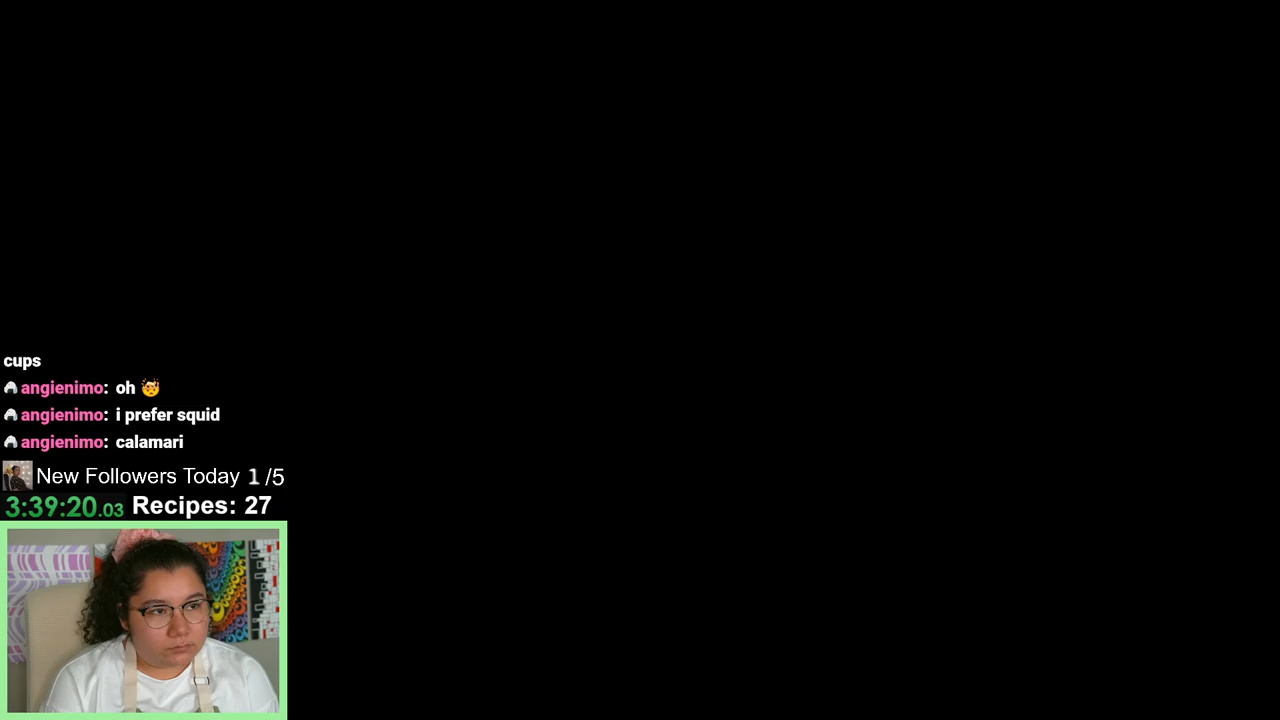 cups
angienimo: oh 🤯
angienimo: i prefer squid
angienimo: calamari
New Followers Today 1 /5
3:39:20.03 Recipes: 27